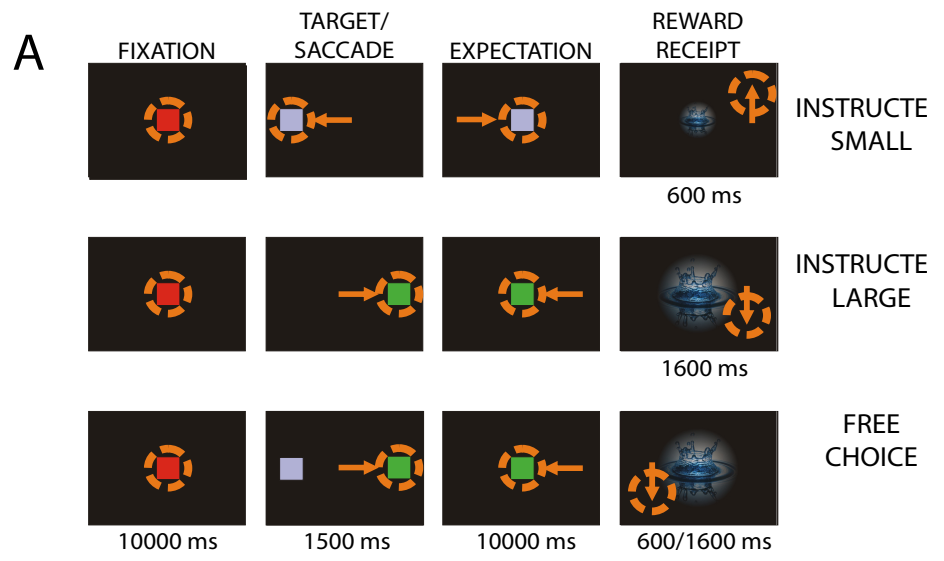 A
FIXATION
TARGET/
SACCADE
EXPECTATION
REWARD
RECEIPT
INSTRUCTE
SMALL
600 ms
INSTRUCTE
LARGE
1600 ms
FREE
CHOICE
10000 ms
1500 ms
10000 ms
600/1600 ms